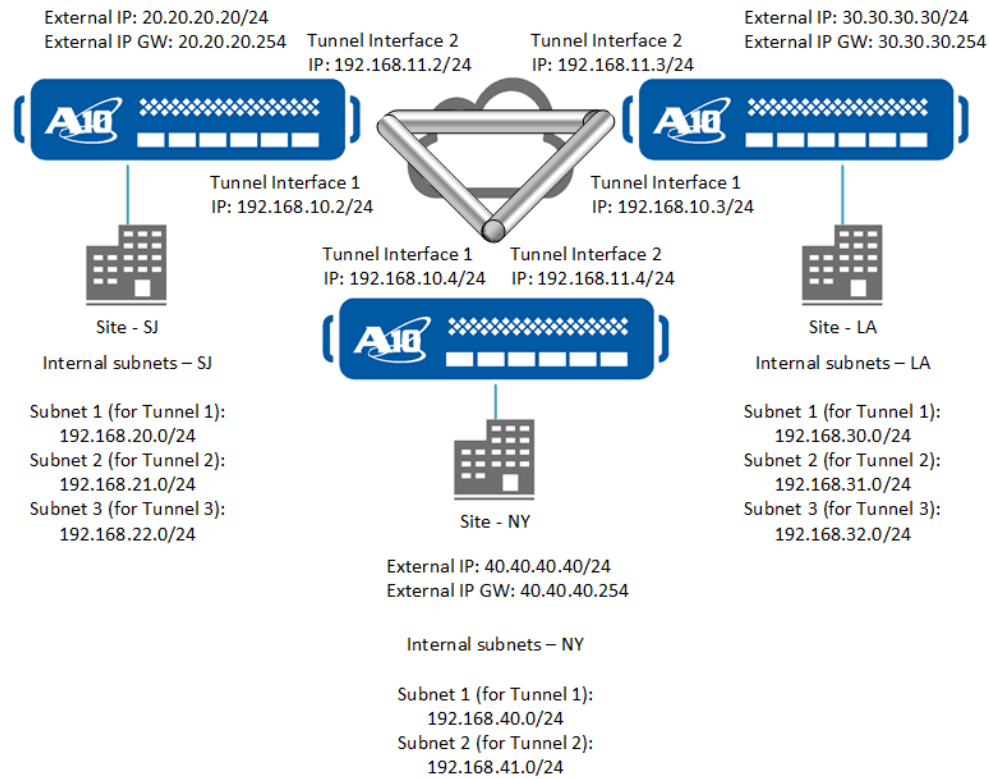 External IP: 20.20.20.20/24
External IP GW: 20.20.20.254
Tunnel Interface 2
IP: 192.168.11.2/24
Tunnel Interface 2
IP: 192.168.11.3/24
External IP: 30.30.30.30/24
External IP GW: 30.30.30.254
A10
A10
Tunnel Interface 1
IP: 192.168.10.2/24
Tunnel Interface 1
IP: 192.168.10.3/24
Tunnel Interface 1
IP: 192.168.10.4/24
Tunnel Interface 2
IP: 192.168.11.4/24
A10
Site - SJ
Internal subnets – SJ
Subnet 1 (for Tunnel 1):
192.168.20.0/24
Subnet 2 (for Tunnel 2):
192.168.21.0/24
Subnet 3 (for Tunnel 3):
192.168.22.0/24
Site - LA
Internal subnets – LA
Subnet 1 (for Tunnel 1):
192.168.30.0/24
Subnet 2 (for Tunnel 2):
192.168.31.0/24
Subnet 3 (for Tunnel 3):
192.168.32.0/24
Site - NY
External IP: 40.40.40.40/24
External IP GW: 40.40.40.254
Internal subnets – NY
Subnet 1 (for Tunnel 1):
192.168.40.0/24
Subnet 2 (for Tunnel 2):
192.168.41.0/24